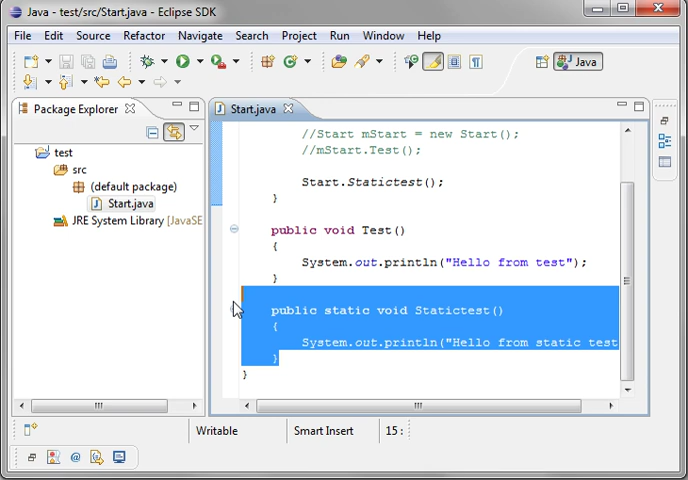 Java - test/src/Start.java - Eclipse SDK
File Edit Source Refactor Navigate Search Project Run Window Help
Java
Package Explorer
Start.java
test
src
(default package)
Start.java
JRE System Library [JavaSE
//Start mStart = new Start();
//mStart.Test();
Start.Statictest();
}
public void Test()
{
System.out.println("Hello from test");
}
public static void Statictest()
{
System.out.println("Hello from static test
}
}
Writable Smart Insert 15 :